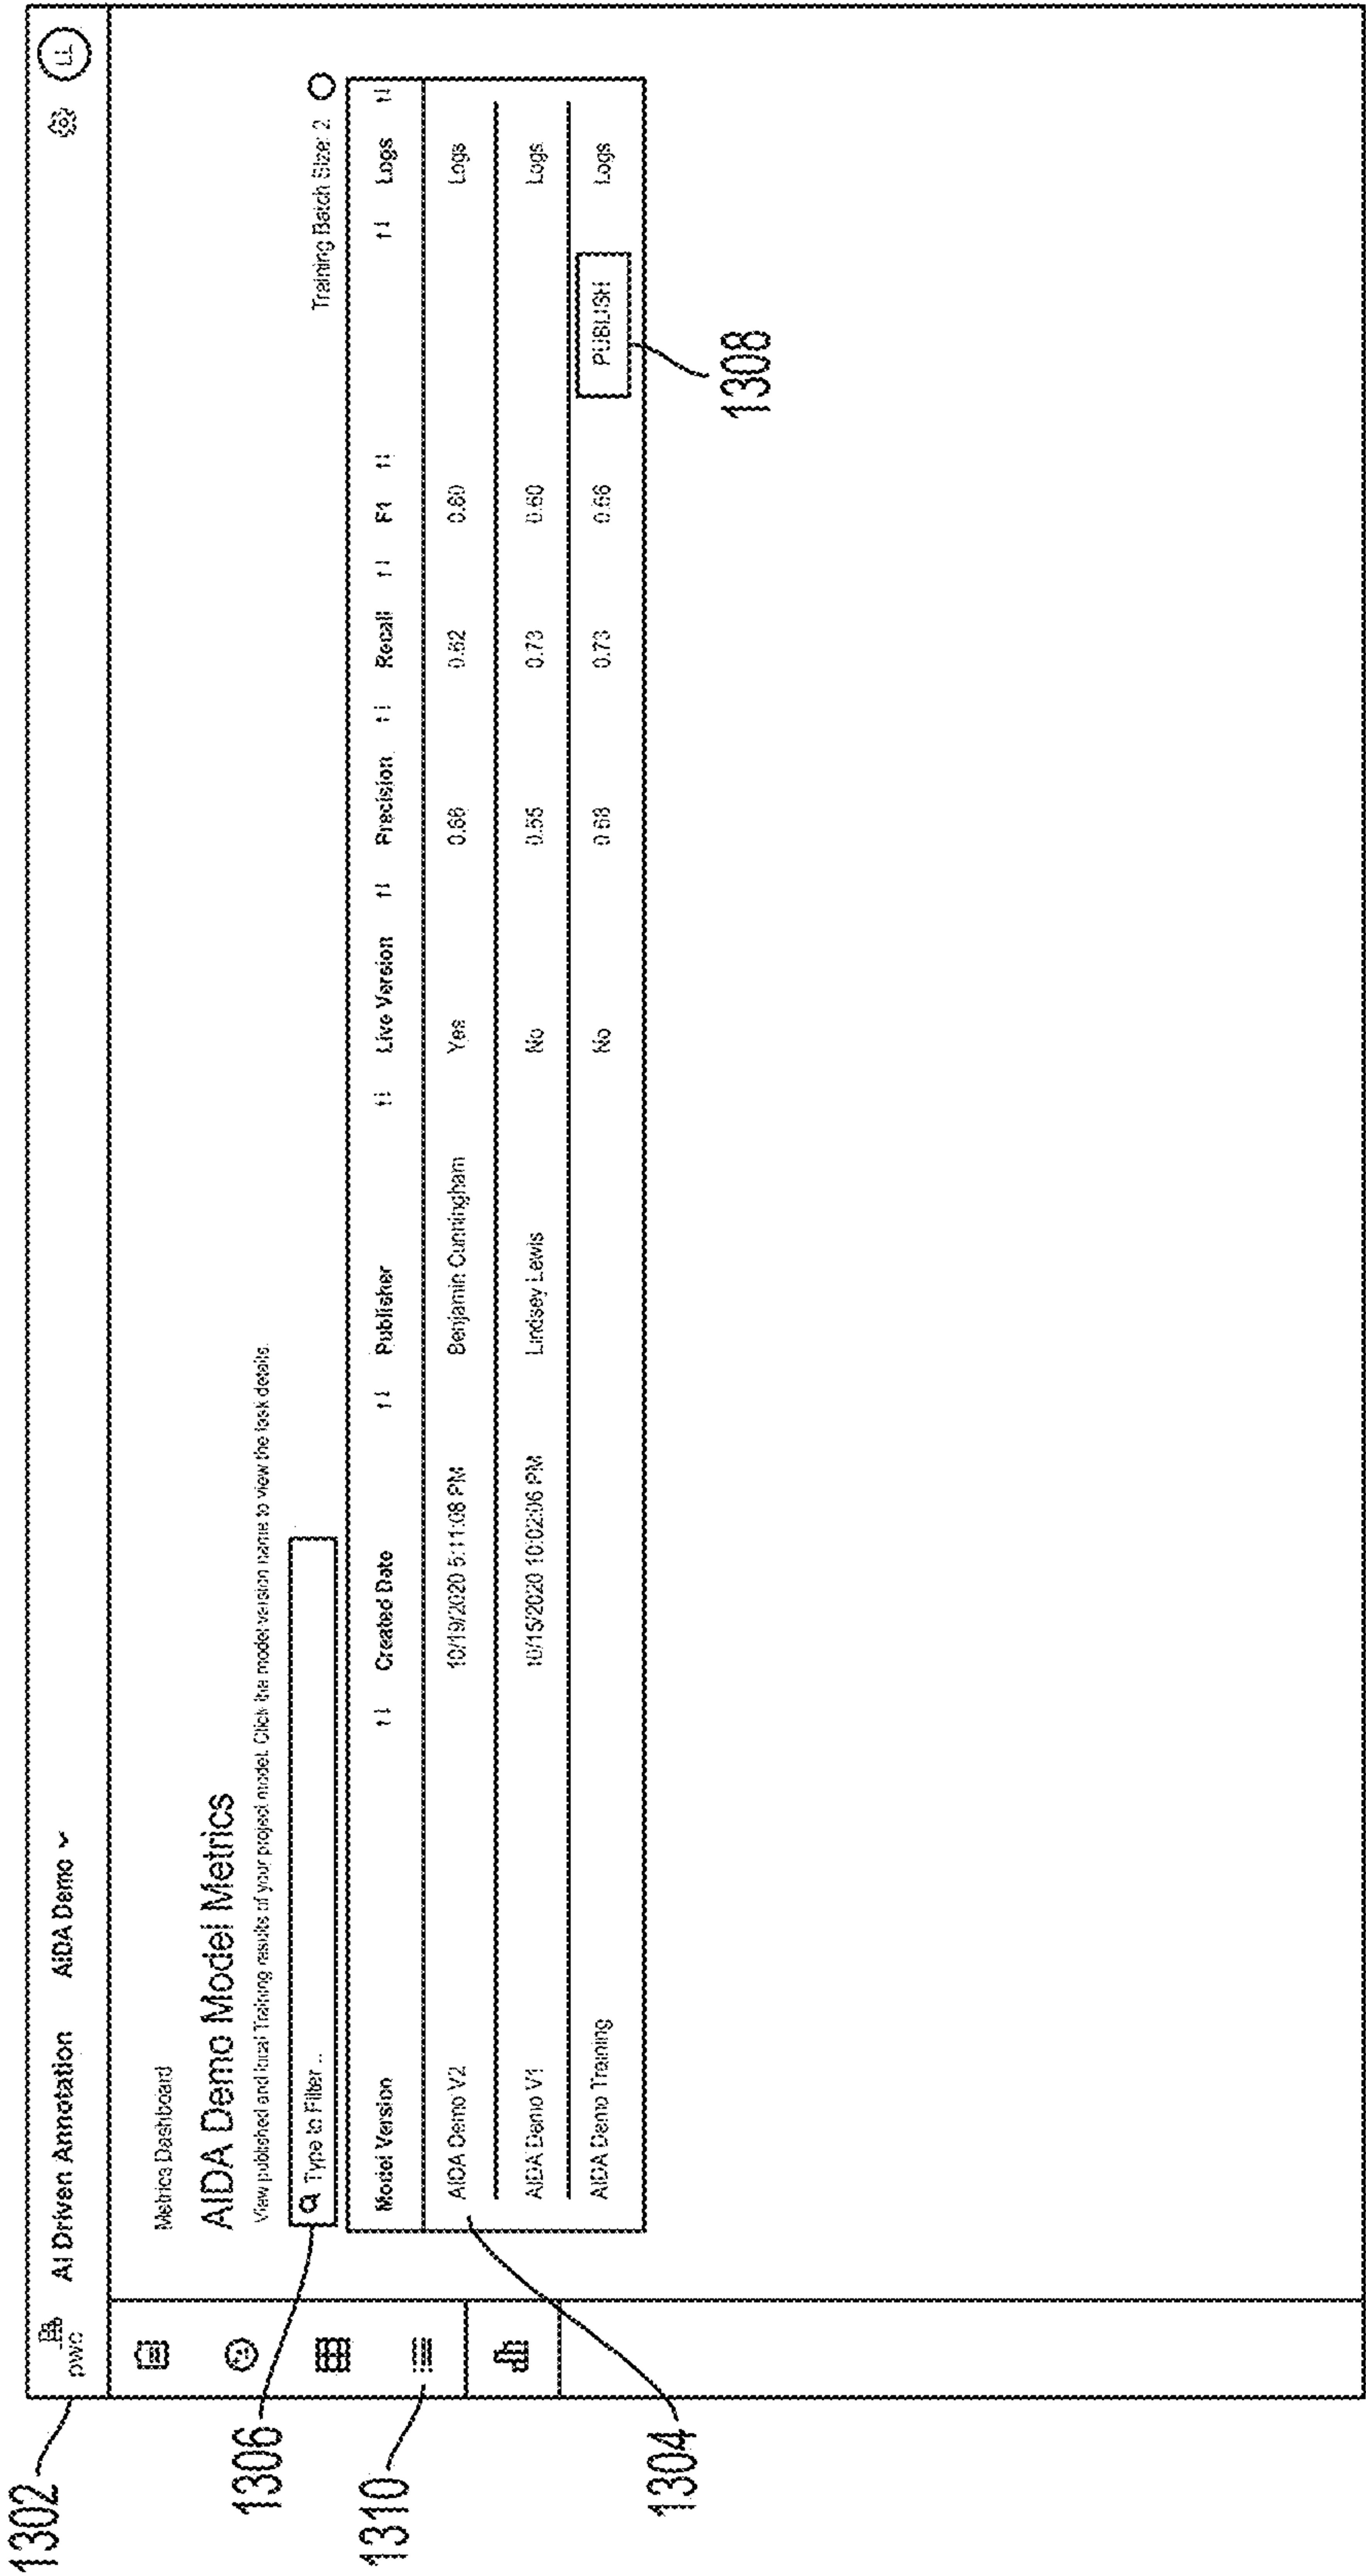 1302
pwc AI Driven Annotation AIDA Demo LL
Metrics Dashboard
AIDA Demo Model Metrics
View published and local Training results of your project model. Click the model version name to view the task details.
1306
Type to Filter... Training Batch Size: 2
Model Version Created Date Publisher Live Version Precision Recall F1 Logs
1310
AIDA Demo V2 10/19/2020 5:11:08 PM Benjamin Cunningham Yes 0.66 0.62 0.60 Logs
AIDA Demo V1 10/15/2020 10:02:06 PM Lindsey Lewis No 0.55 0.73 0.60 Logs
AIDA Demo Training No 0.68 0.73 0.66 PUBLISH Logs
1304
1308